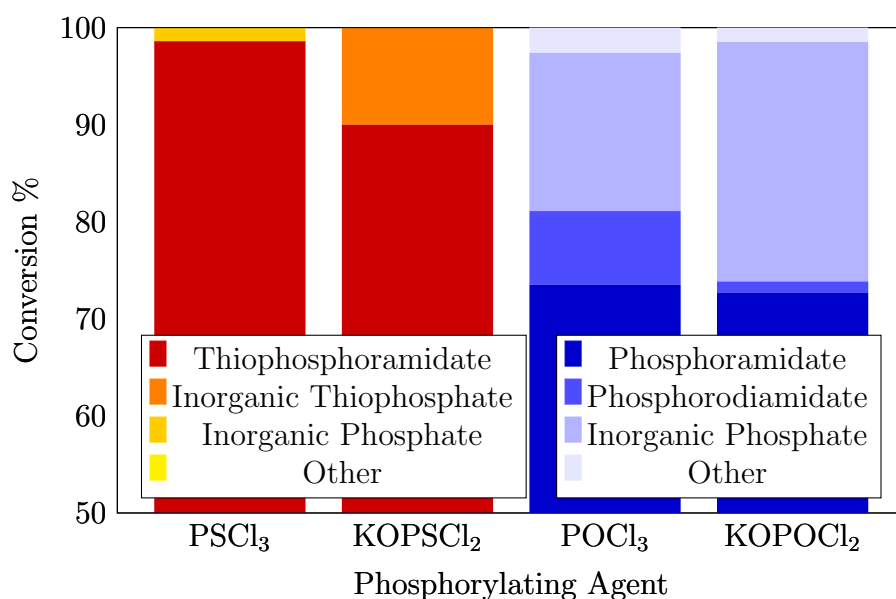 100
90
80
70
60
50
Conversion %
Thiophosphoramidate
Inorganic Thiophosphate
Inorganic Phosphate
Other
Phosphoramidate
Phosphorodiamidate
Inorganic Phosphate
Other
PSCl₃ KOPSCl₂ POCl₃ KOPOCl₂
Phosphorylating Agent